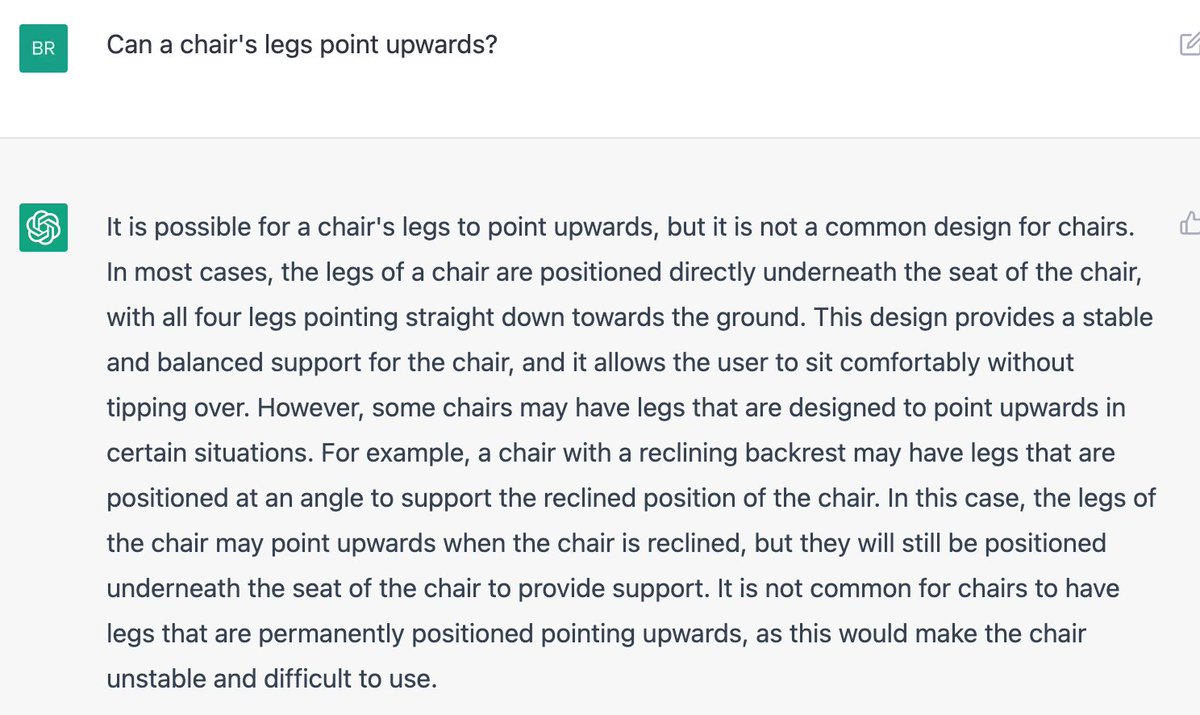 BR
Can a chair's legs point upwards?
It is possible for a chair's legs to point upwards, but it is not a common design for chairs.
In most cases, the legs of a chair are positioned directly underneath the seat of the chair,
with all four legs pointing straight down towards the ground. This design provides a stable
and balanced support for the chair, and it allows the user to sit comfortably without
tipping over. However, some chairs may have legs that are designed to point upwards in
certain situations. For example, a chair with a reclining backrest may have legs that are
positioned at an angle to support the reclined position of the chair. In this case, the legs of
the chair may point upwards when the chair is reclined, but they will still be positioned
underneath the seat of the chair to provide support. It is not common for chairs to have
legs that are permanently positioned pointing upwards, as this would make the chair
unstable and difficult to use.